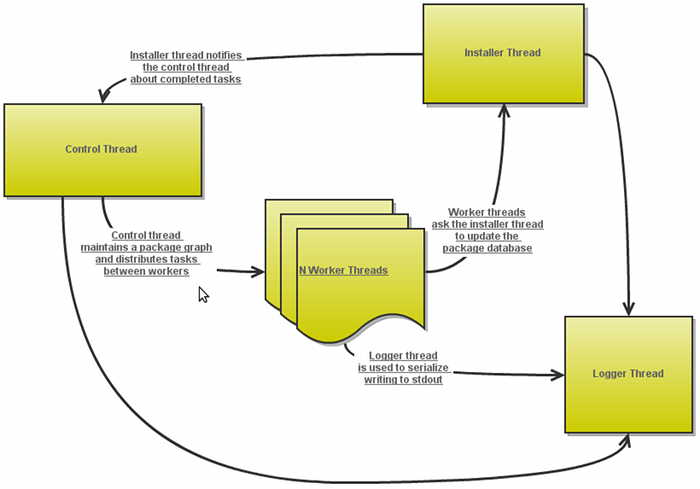 Installer Thread
Installer thread notifies
the control thread
about completed tasks
Control Thread
Control thread
maintains a package graph
and distributes tasks
between workers
Worker threads
ask the installer thread
to update the
package database
N Worker Threads
Logger thread
is used to serialize
writing to stdout
Logger Thread